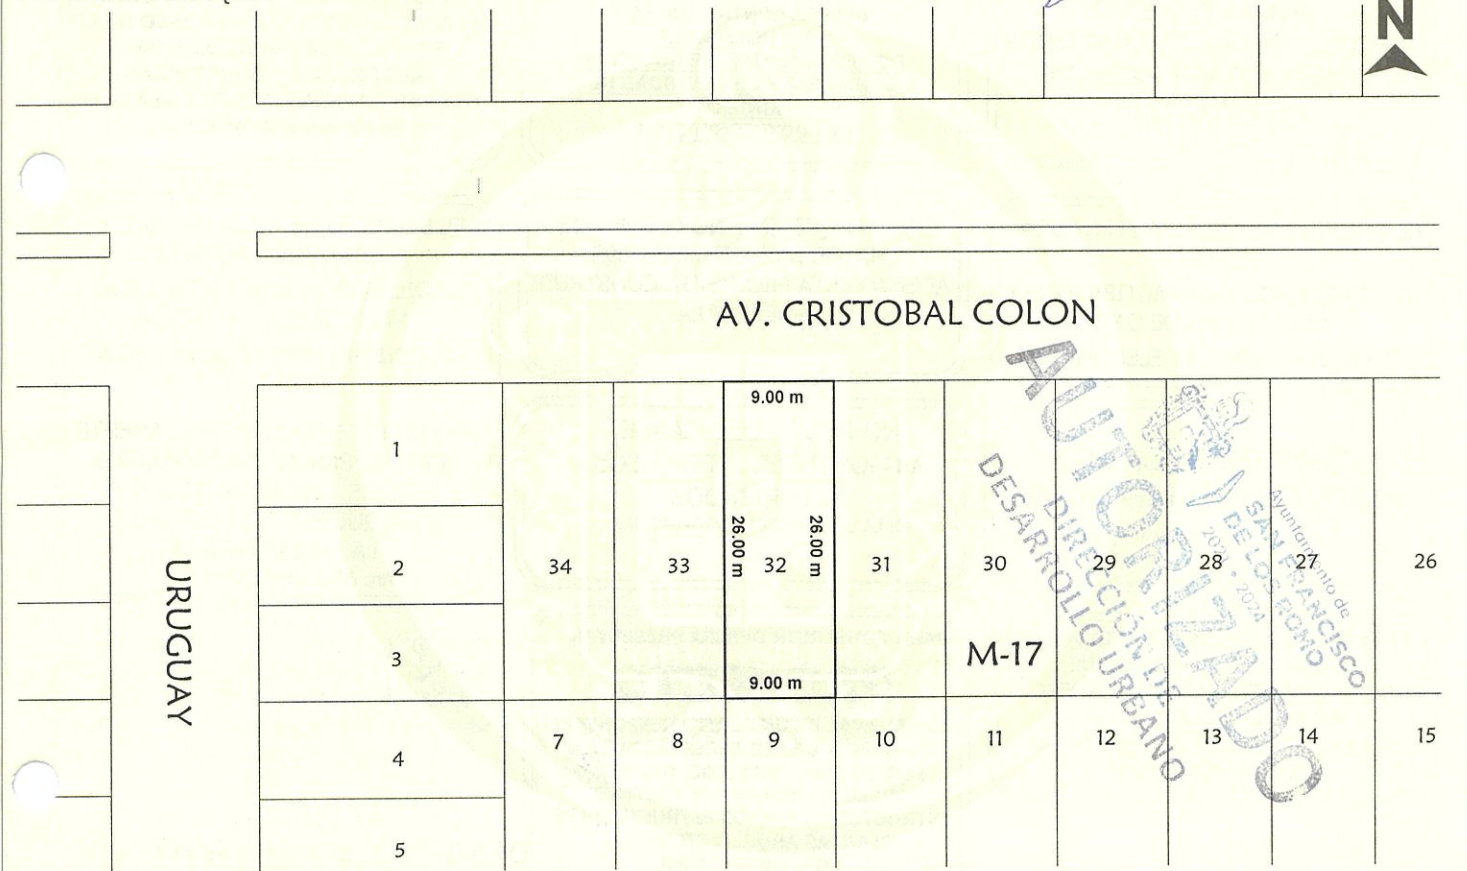 N
AV. CRISTOBAL COLON
9.00 m
1
26.00 m
26.00 m
2
34
33
32
31
30
29
28
27
26
URUGUAY
3
M-17
9.00 m
4
7
8
9
10
11
12
13
14
15
5
AUTORIZADO
DIRECCIÓN DE
DESARROLLO URBANO
Ayuntamiento de
SAN FRANCISCO
DE LOS ROMO
2021 - 2024